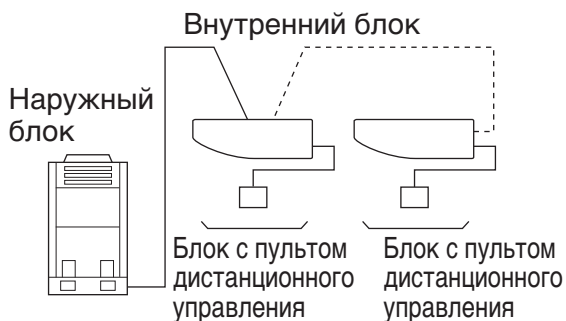 Внутренний блок
Наружный
блок
Блок с пультом
дистанционного
управления
Блок с пультом
дистанционного
управления